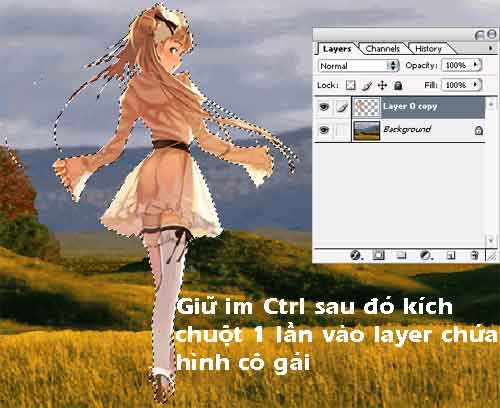 Layers Channels History
Normal Opacity: 100%
Lock: Fill: 100%
Layer 0 copy
Background
Giữ im Ctrl sau đó kích
chuột 1 lần vào layer chứa
hình cô gái